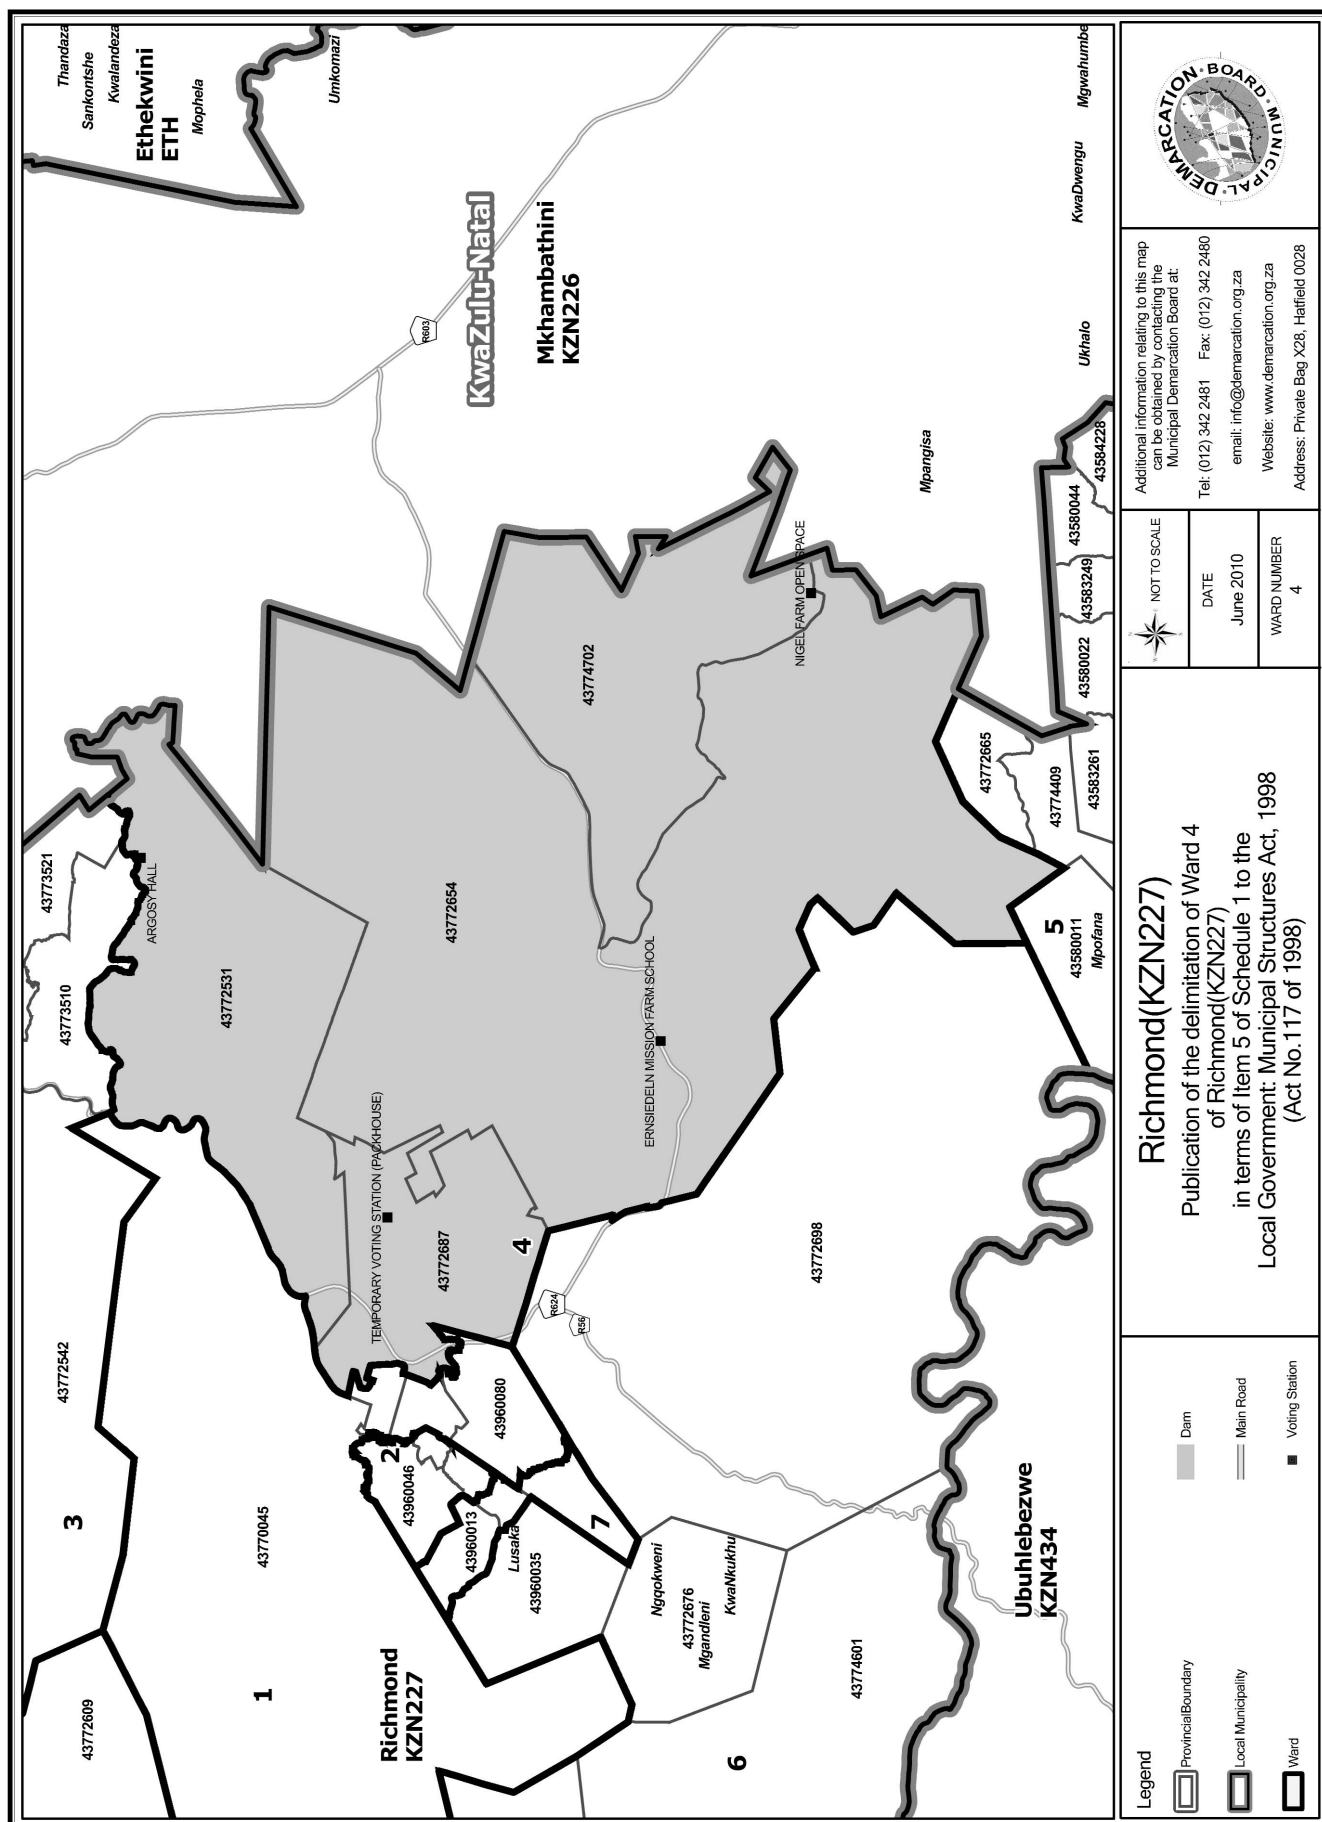 Thandaza
Sankontshe
Kwalandeza
Ethekwini
ETH
Mophela
Umkomazi
KwaZulu-Natal
Mkhambathini
KZN226
R603
Mgwahumbe
KwaDwengu
Ukhalo
Mpangisa
43773521
43773510
ARGOSY HALL
43772531
43772654
43774702
NIGEL FARM OPEN SPACE
ERNSIEDELN MISSION FARM SCHOOL
TEMPORARY VOTING STATION (PACKHOUSE)
43772687
4
43584228
43580044
43583249
43580022
43772665
43774409
43583261
5
43580011
Mpofana
43772542
3
43772609
43770045
1
Richmond
KZN227
2
43960046
43960013
Lusaka
43960035
43960080
7
R624
R56
43772698
Ngqokweni
43772676
Mgandleni
KwaNkukhu
6
43774601
Ubuhlebezwe
KZN434
Legend
ProvincialBoundary
Local Municipality
Ward
Dam
Main Road
Voting Station
Richmond(KZN227)
Publication of the delimitation of Ward 4
of Richmond(KZN227)
in terms of Item 5 of Schedule 1 to the
Local Government: Municipal Structures Act, 1998
(Act No.117 of 1998)
NOT TO SCALE
DATE
June 2010
WARD NUMBER
4
Additional information relating to this map
can be obtained by contacting the
Municipal Demarcation Board at:
Tel: (012) 342 2481 Fax: (012) 342 2480
email: info@demarcation.org.za
Website: www.demarcation.org.za
Address: Private Bag X28, Hatfield 0028
MUNICIPAL DEMARCATION BOARD